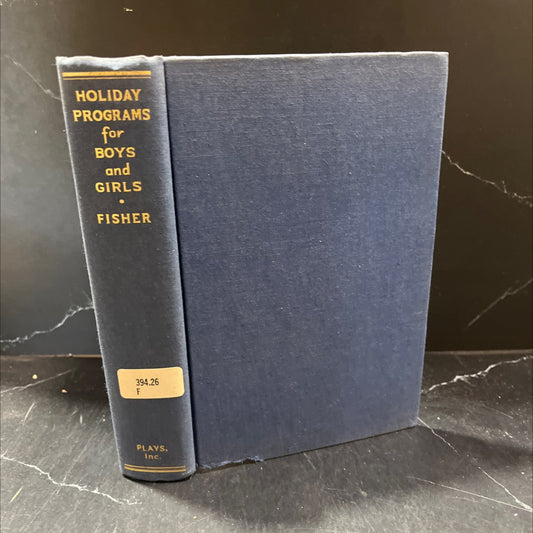 HOLIDAY
PROGRAMS
for
BOYS
and
GIRLS
•
FISHER
394.26
F
PLAYS,
Inc.